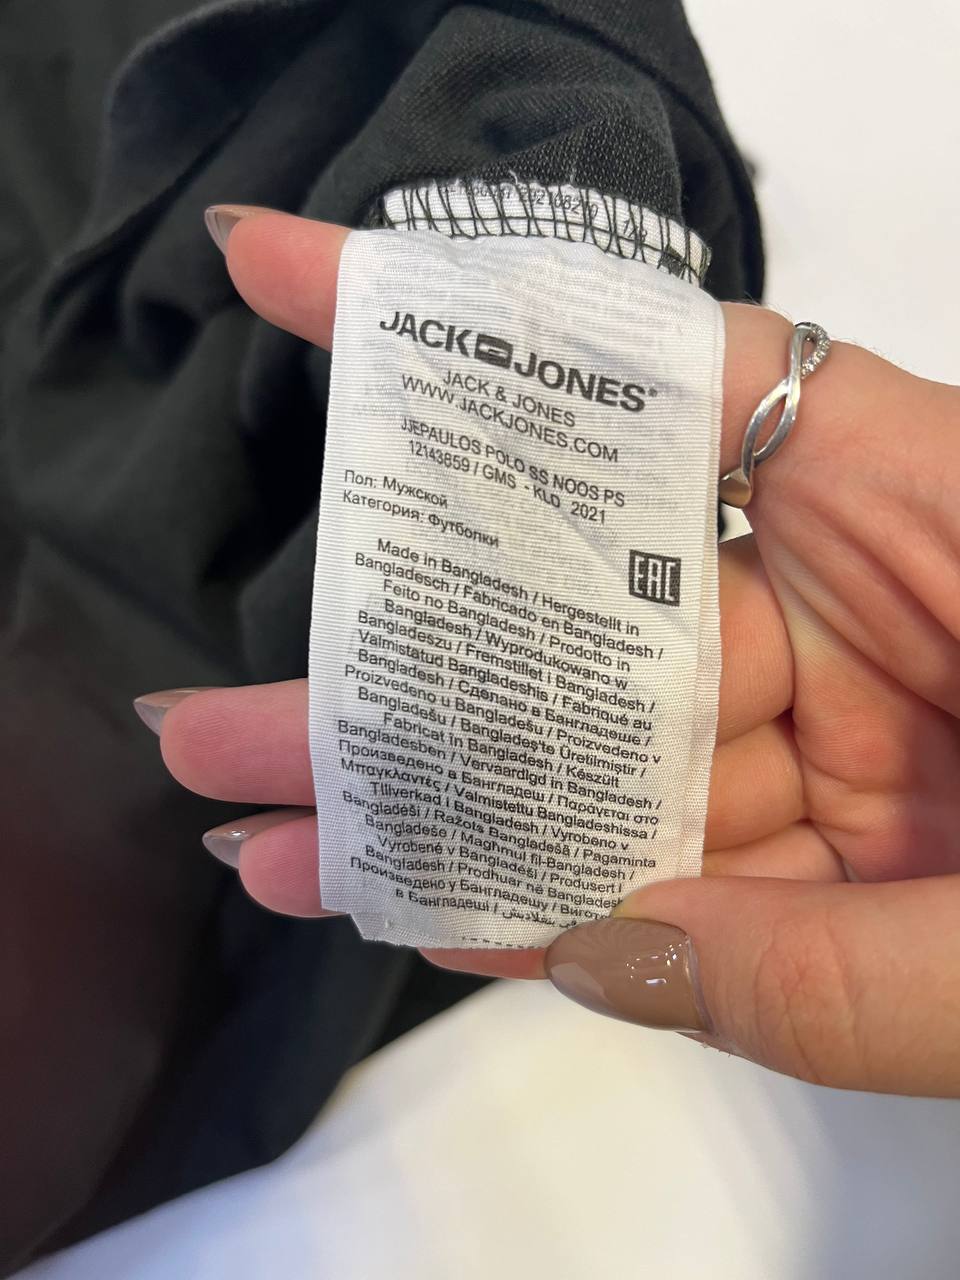 202108210
JACK JONES®
JACK & JONES
WWW.JACKJONES.COM
JJEPAULOS POLO SS NOOS PS
12143859 / GMS - KLD 2021
Пол: Мужской
Категория: Футболки
EAC
Made in Bangladesh / Hergestellt in
Bangladesch / Fabricado en Bangladesh /
Feito no Bangladesh / Prodotto in
Bangladesh / Wyprodukowano w
Bangladeszu / Fremstillet i Bangladesh /
Valmistatud Bangladeshis / Fabriqué au
Bangladesh / Сделано в Бангладеше /
Proizvedeno u Bangladešu / Proizvedeno v
Bangladešu / Bangladeş'te Üretilmiştir /
Fabricat în Bangladesh / Készült
Bangladesben / Vervaardigd in Bangladesh /
Произведено в Бангладеш / Παράγεται στο
Μπαγκλαντές / Valmistettu Bangladeshissa /
Tillverkad i Bangladesh / Vyrobeno v
Bangladéši / Ražots Bangladešā / Pagaminta
Bangladeše / Maghmul fil-Bangladesh /
Vyrobené v Bangladéši / Produsert i
Bangladesh / Prodhuar në Bangladesh
Произведено у Бангладешу /
в Бангладеші /